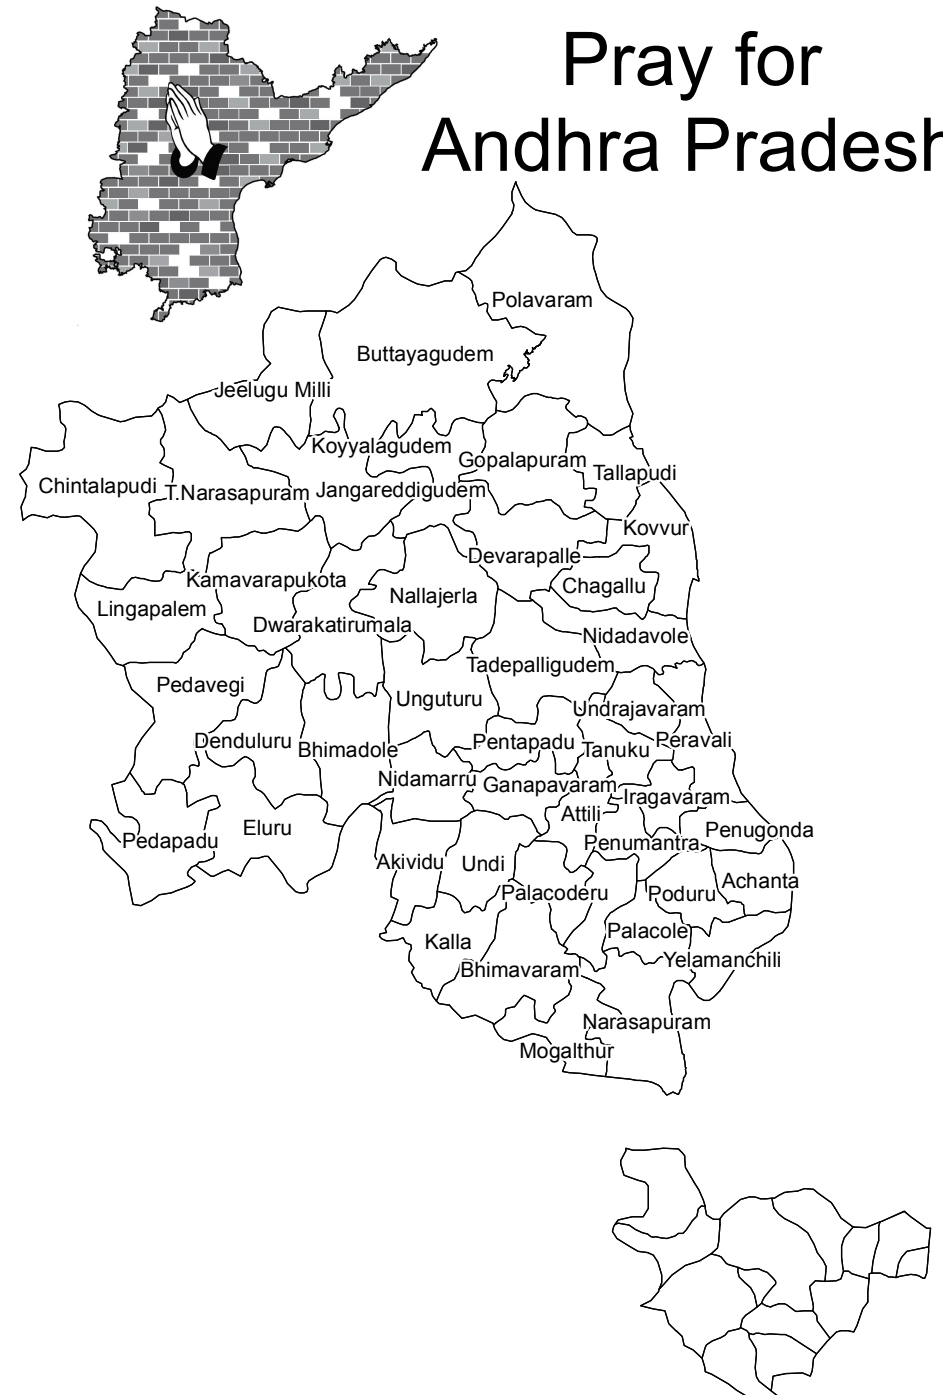 Pray for
Andhra Pradesh
Polavaram
Buttayagudem
Jeelugu Milli
Koyyalagudem
Gopalapuram
Tallapudi
Chintalapudi
T.Narasapuram
Jangareddigudem
Kovvur
Devarapalle
Kamavarapukota
Chagallu
Nallajerla
Lingapalem
Dwarakatirumala
Nidadavole
Tadepalligudem
Pedavegi
Unguturu
Undrajavaram
Denduluru
Bhimadole
Pentapadu
Tanuku
Peravali
Nidamarru
Ganapavaram
Iragavaram
Attili
Eluru
Pedapadu
Penumantra
Penugonda
Akividu
Undi
Palacoderu
Poduru
Achanta
Kalla
Palacole
Bhimavaram
Yelamanchili
Narasapuram
Mogalthur